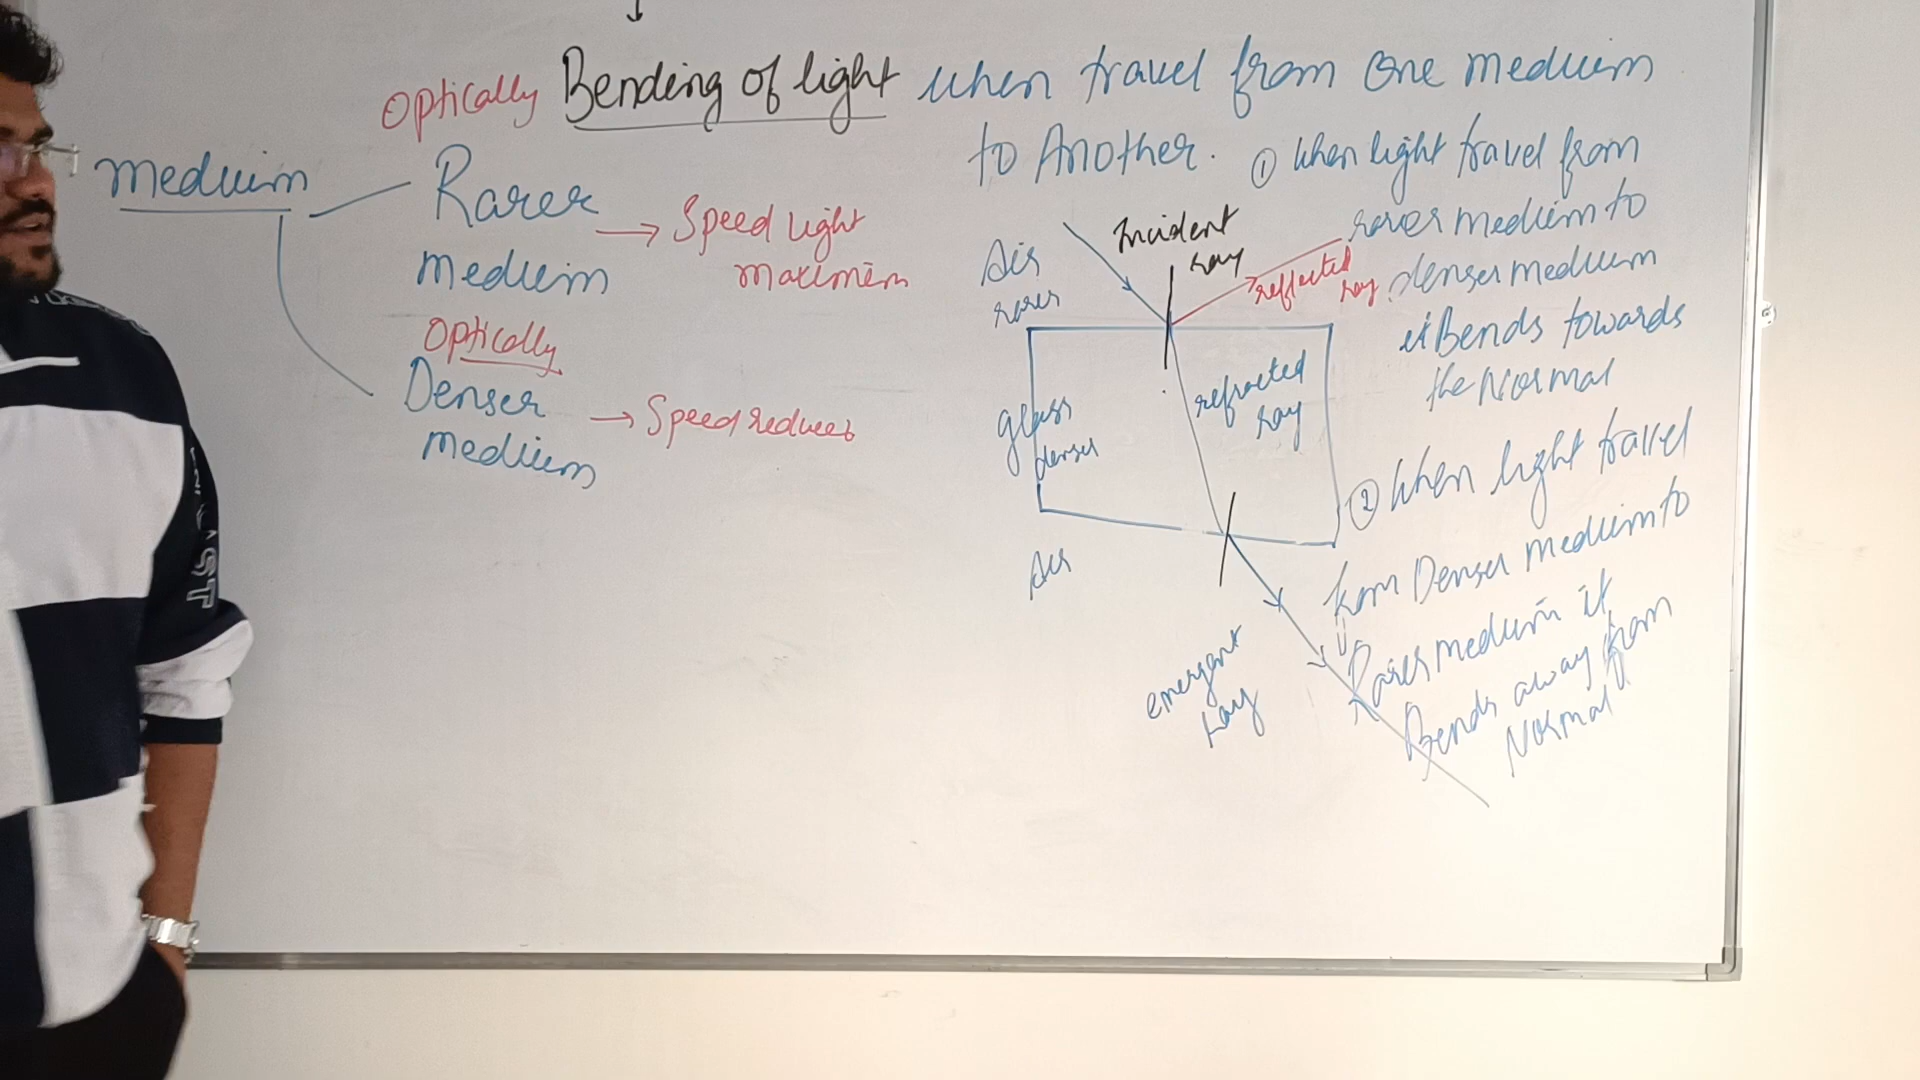 Bending of light when travel from one medium
to Another.
medium
Optically
Rarer
medium
→ Speed light
maximum
Optically
Denser
medium
→ Speed reduces
Air
rarer
Incident
ray
reflected
ray
glass
denser
refracted
ray
Air
emergent
ray
① When light travel from
rarer medium to
denser medium
it Bends towards
the Normal
② When light travel
from Denser medium to
Rarer medium it
Bends away from
Normal